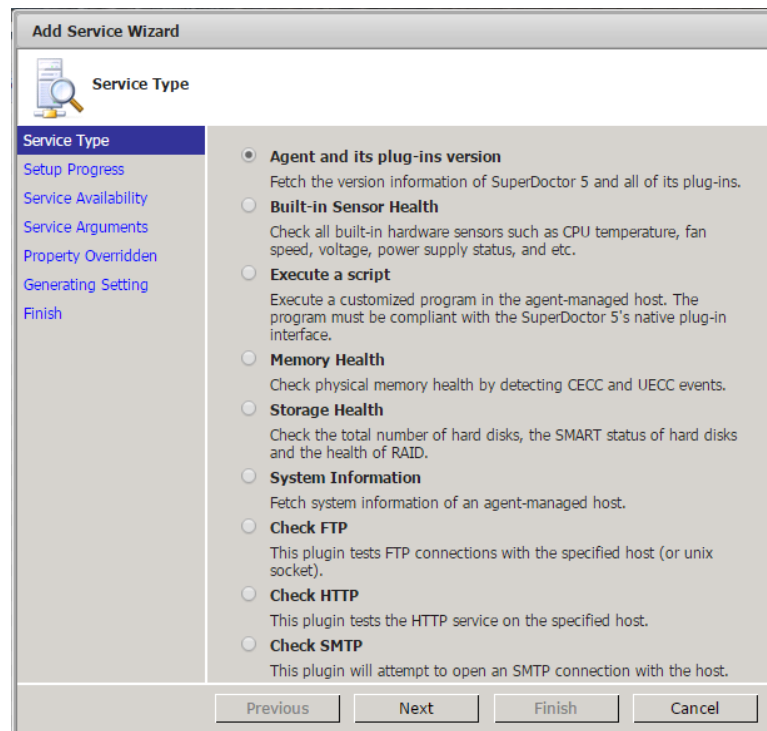 Add Service Wizard
Service Type
Service Type
Setup Progress
Service Availability
Service Arguments
Property Overridden
Generating Setting
Finish
Agent and its plug-ins version
Fetch the version information of SuperDoctor 5 and all of its plug-ins.
Built-in Sensor Health
Check all built-in hardware sensors such as CPU temperature, fan
speed, voltage, power supply status, and etc.
Execute a script
Execute a customized program in the agent-managed host. The
program must be compliant with the SuperDoctor 5's native plug-in
interface.
Memory Health
Check physical memory health by detecting CECC and UECC events.
Storage Health
Check the total number of hard disks, the SMART status of hard disks
and the health of RAID.
System Information
Fetch system information of an agent-managed host.
Check FTP
This plugin tests FTP connections with the specified host (or unix
socket).
Check HTTP
This plugin tests the HTTP service on the specified host.
Check SMTP
This plugin will attempt to open an SMTP connection with the host.
Previous
Next
Finish
Cancel